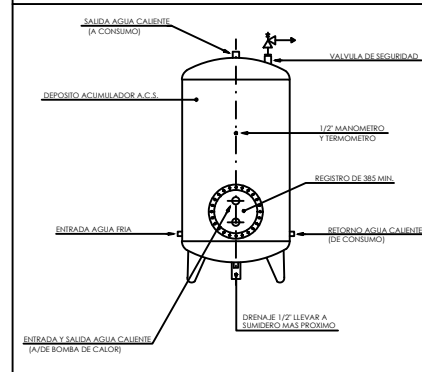 SALIDA AGUA CALIENTE
(A CONSUMO)
VALVULA DE SEGURIDAD
DEPOSITO ACUMULADOR A.C.S.
1/2" MANOMETRO
Y TERMOMETRO
REGISTRO DE 385 MIN.
ENTRADA AGUA FRIA
RETORNO AGUA CALIENTE
(DE CONSUMO)
DRENAJE 1/2" LLEVAR A
SUMIDERO MAS PROXIMO
ENTRADA Y SALIDA AGUA CALIENTE
(A/DE BOMBA DE CALOR)